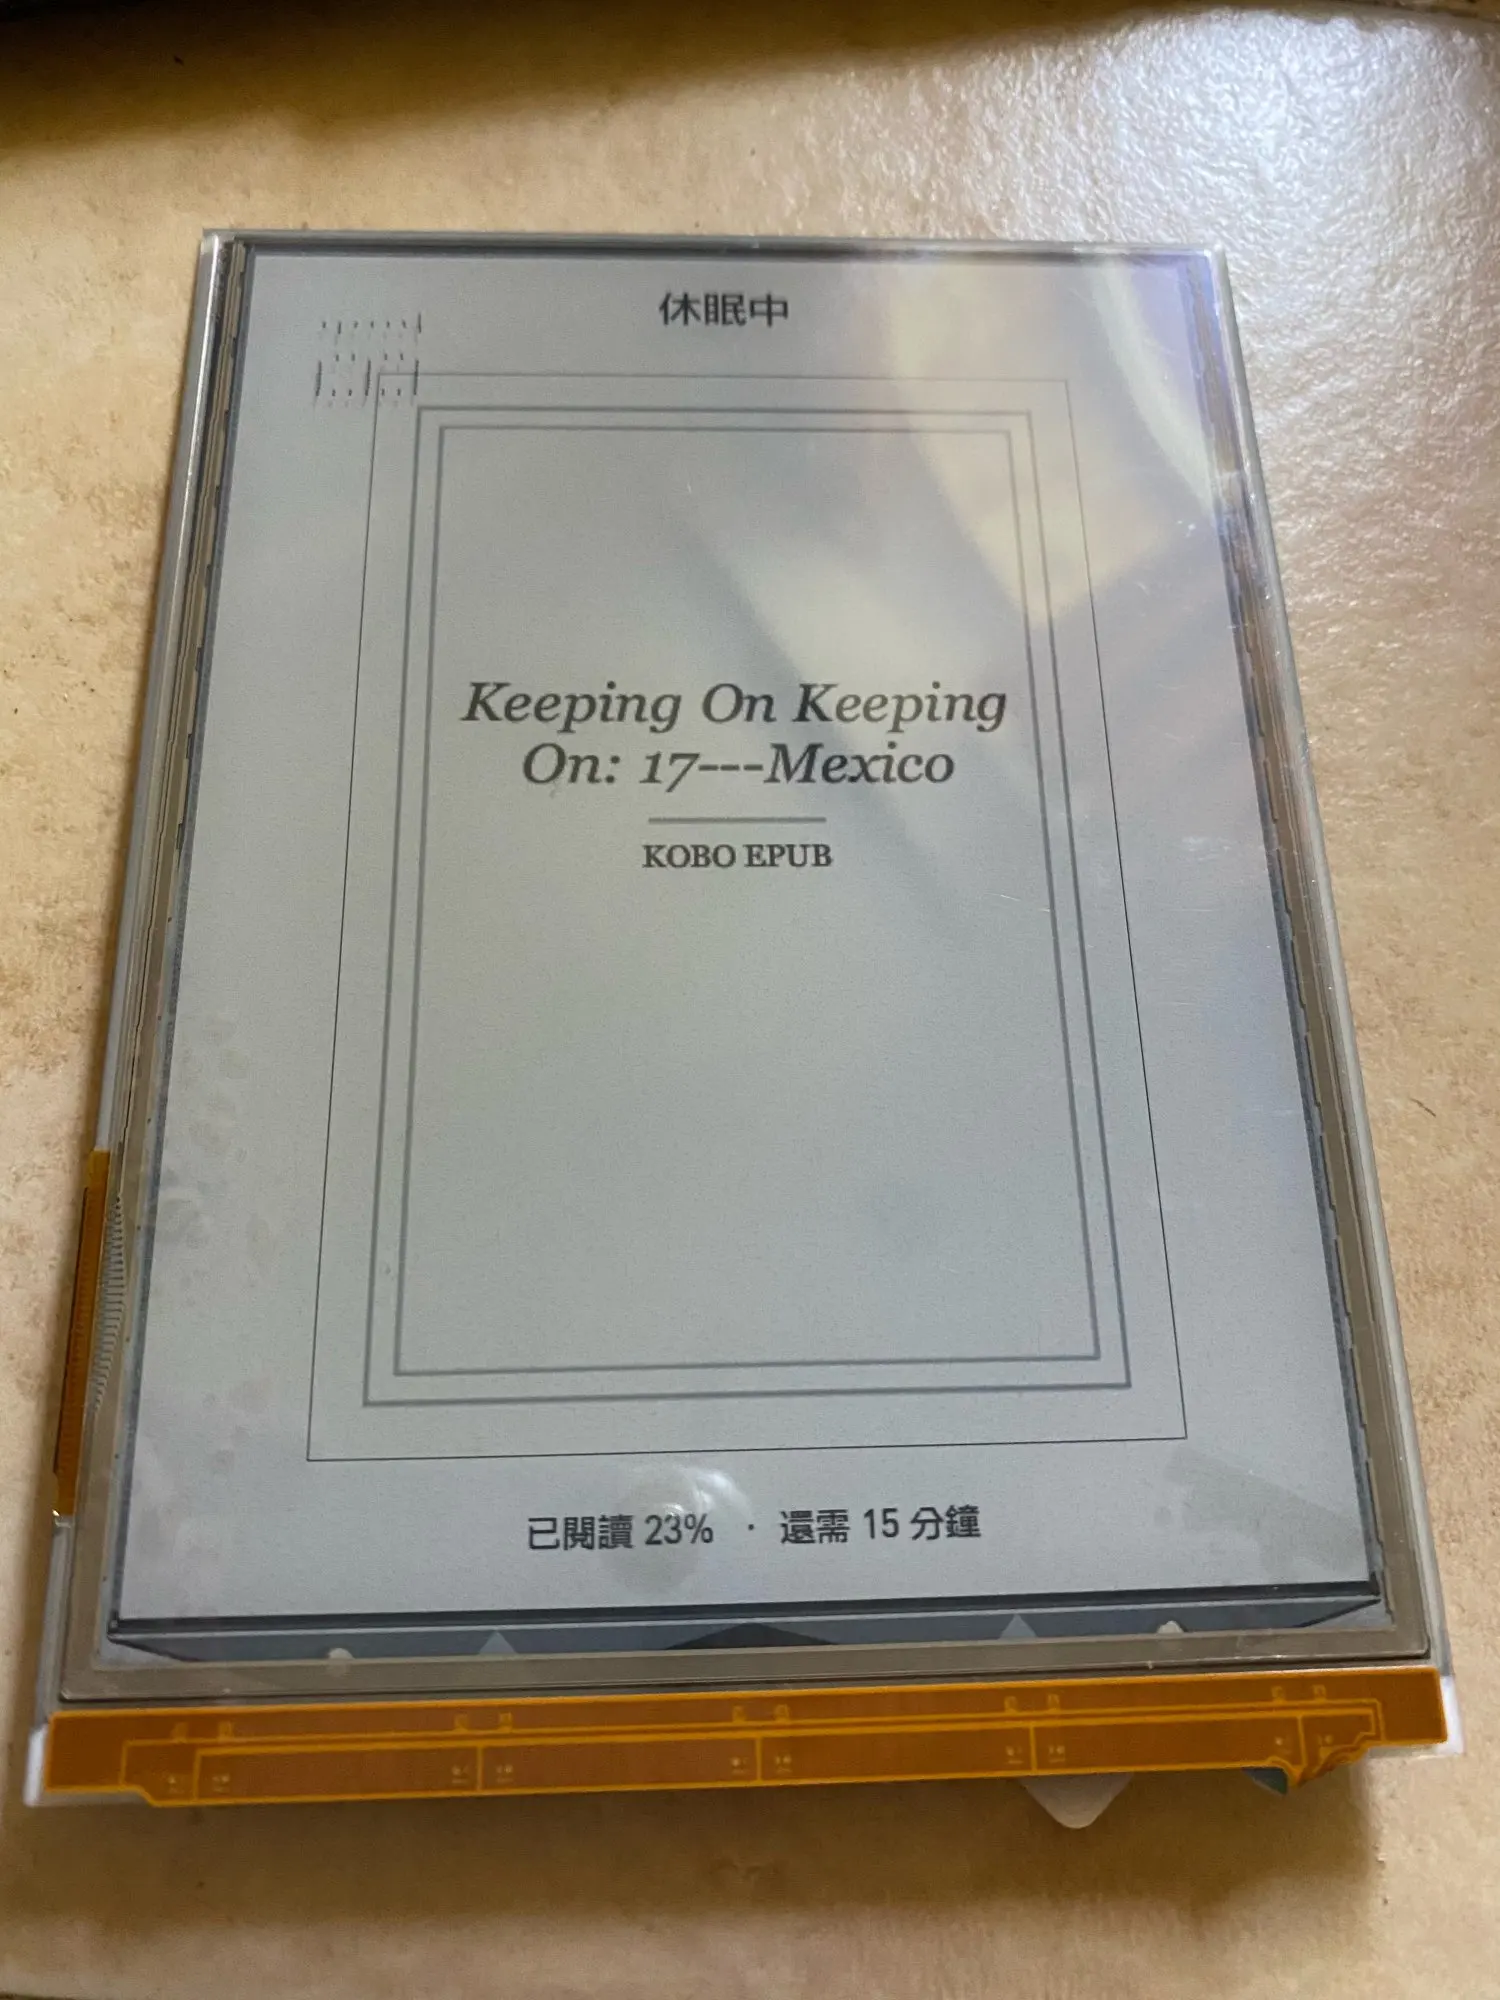 休眠中
Keeping On Keeping
On: 17---Mexico
KOBO EPUB
已閱讀 23% · 還需 15 分鐘